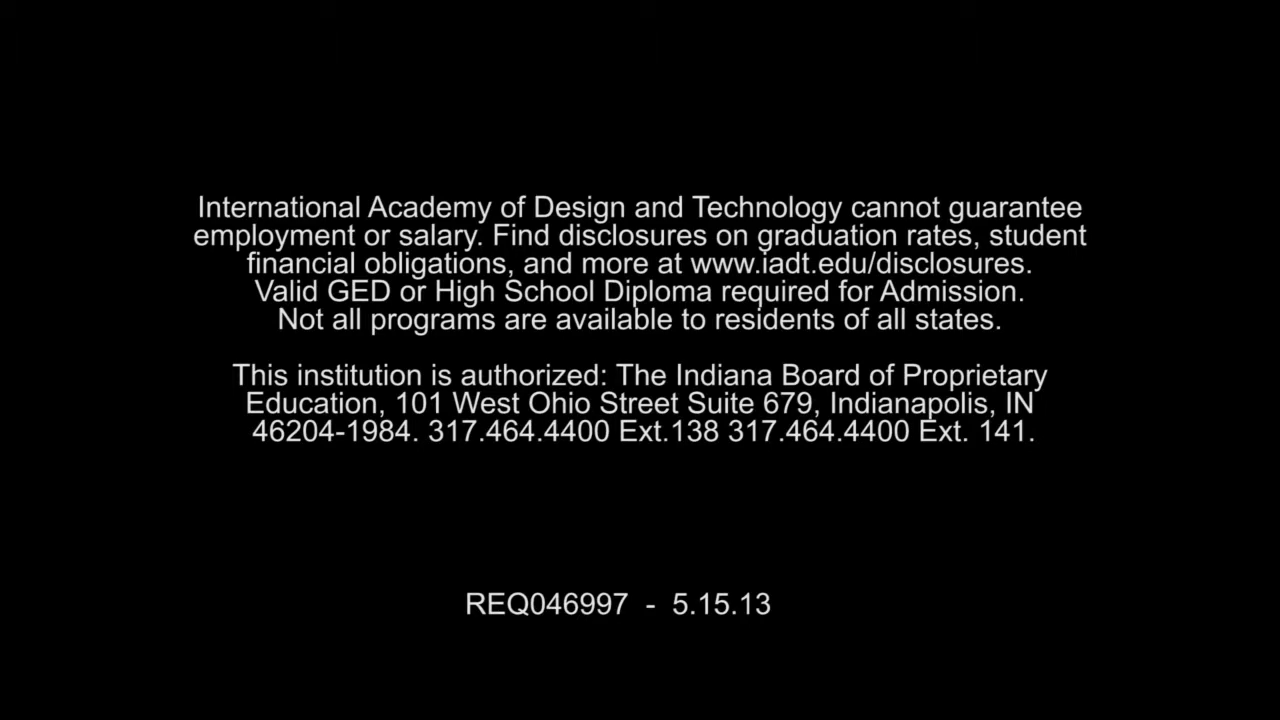 International Academy of Design and Technology cannot guarantee
employment or salary. Find disclosures on graduation rates, student
financial obligations, and more at www.iadt.edu/disclosures.
Valid GED or High School Diploma required for Admission.
Not all programs are available to residents of all states.
This institution is authorized: The Indiana Board of Proprietary
Education, 101 West Ohio Street Suite 679, Indianapolis, IN
46204-1984. 317.464.4400 Ext.138 317.464.4400 Ext. 141.
REQ046997 - 5.15.13